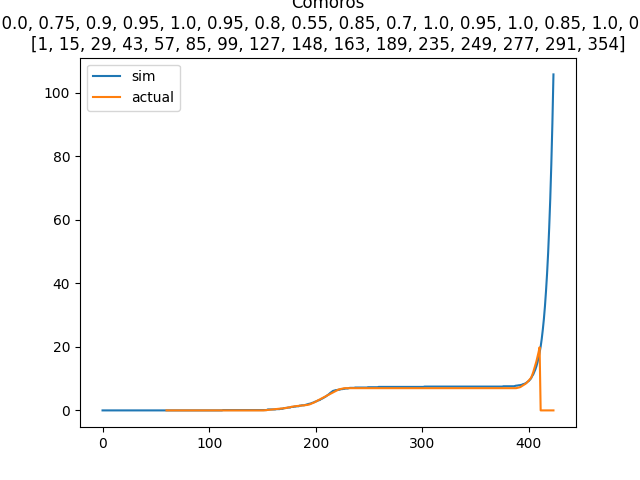 Comoros
0.0, 0.75, 0.9, 0.95, 1.0, 0.95, 0.8, 0.55, 0.85, 0.7, 1.0, 0.95, 1.0, 0.85, 1.0, 0
[1, 15, 29, 43, 57, 85, 99, 127, 148, 163, 189, 235, 249, 277, 291, 354]
sim
actual
100
80
60
40
20
0
0 100 200 300 400